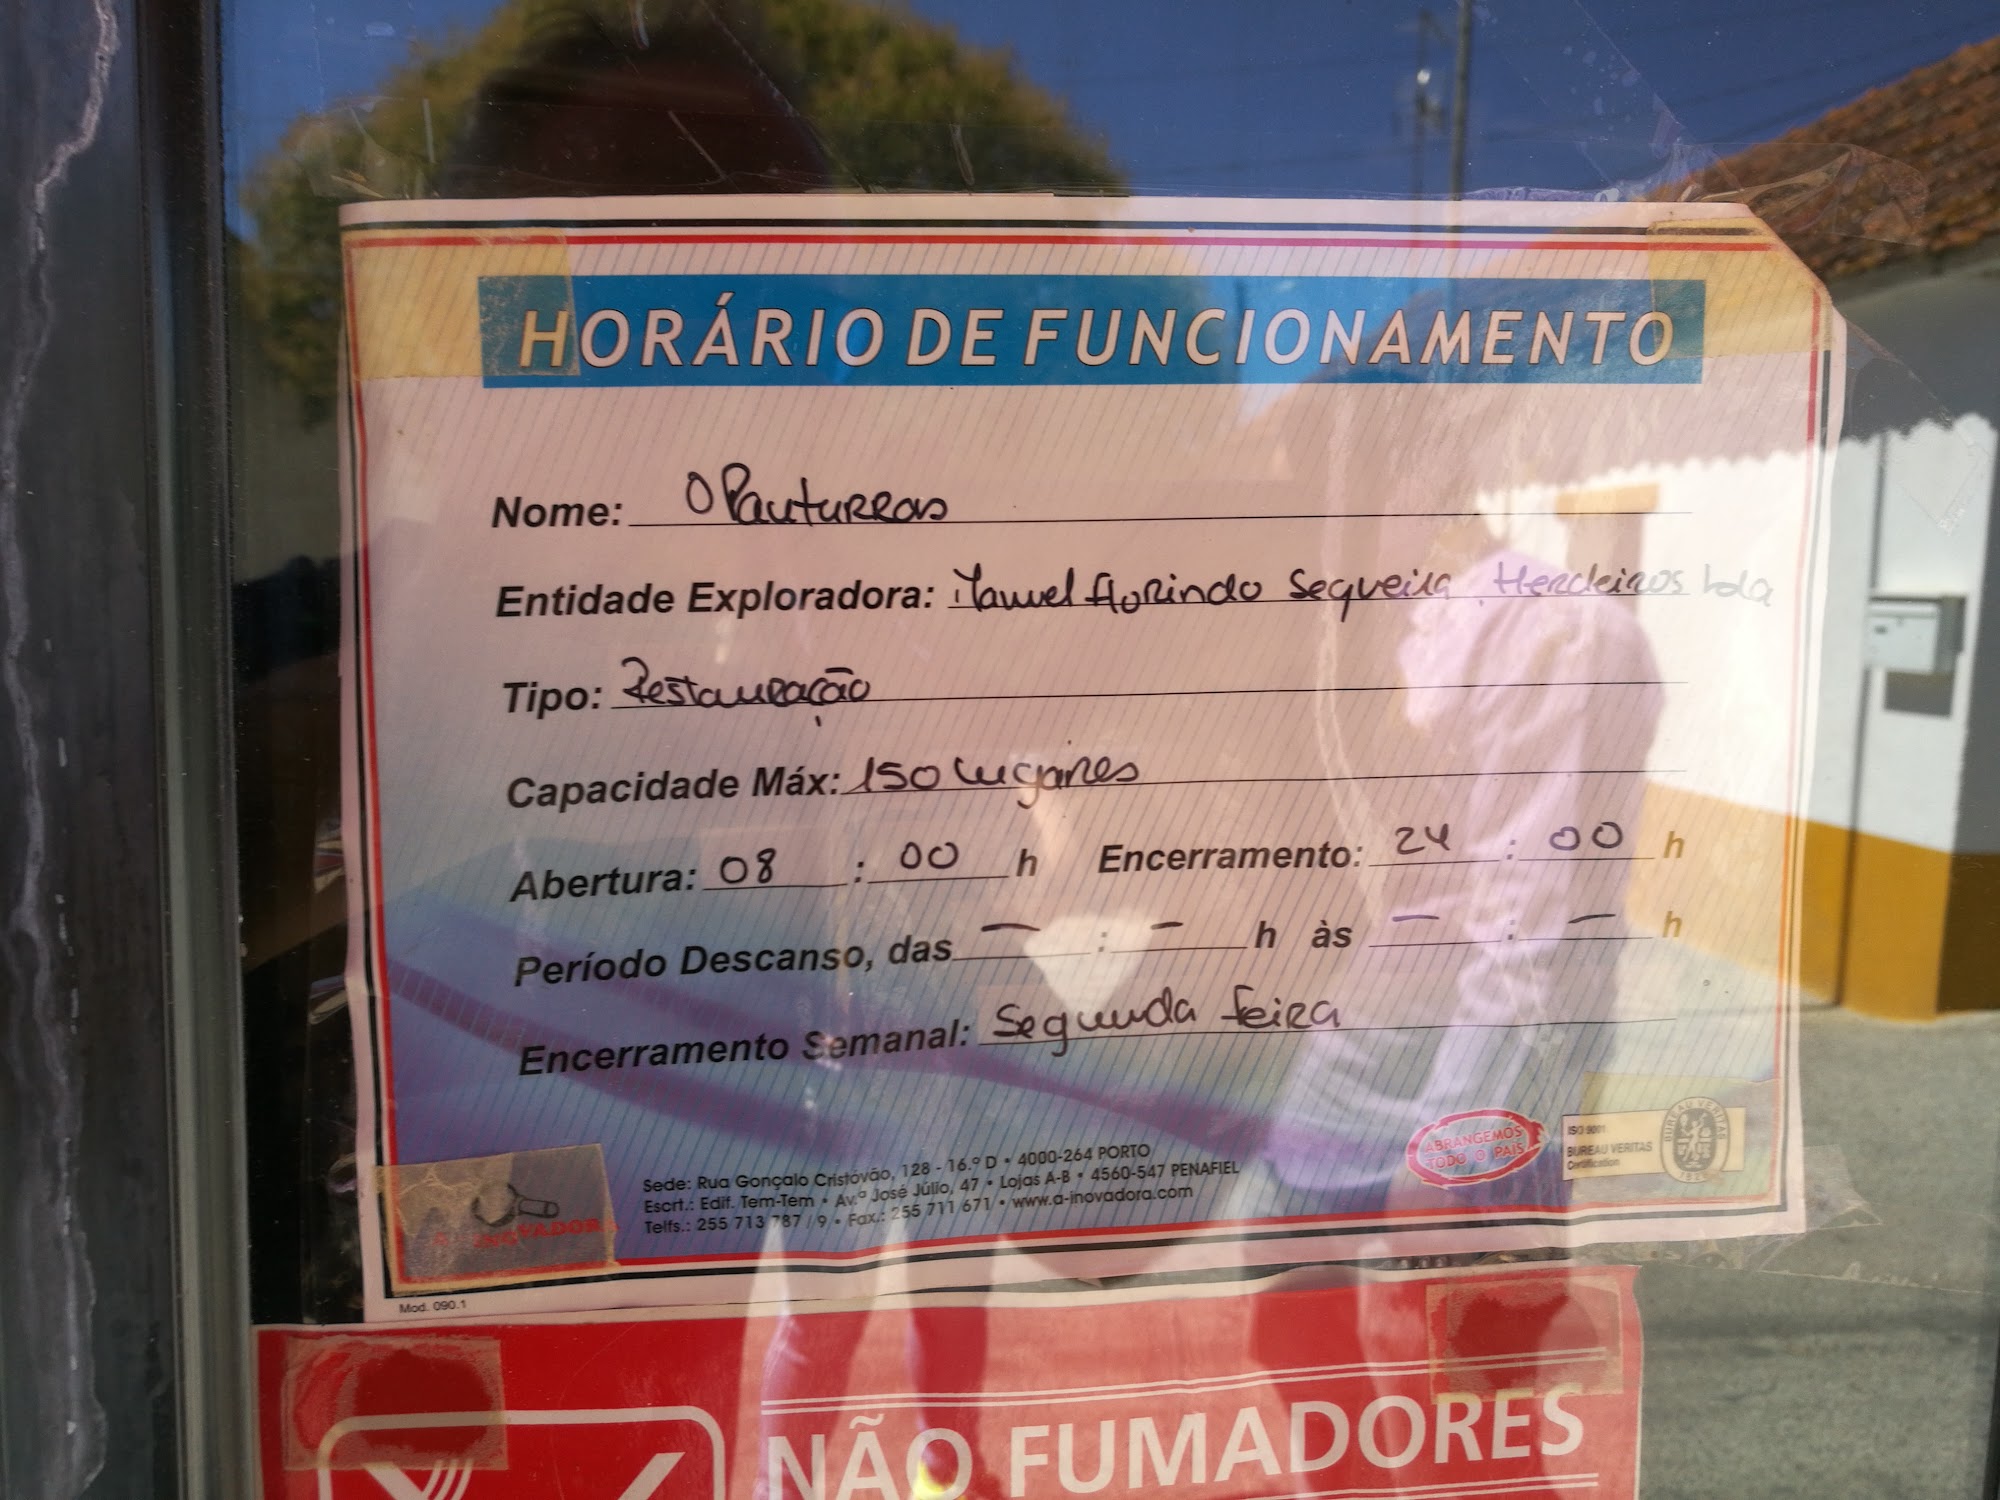 HORÁRIO DE FUNCIONAMENTO
Nome: O Pauturras
Entidade Exploradora: Manuel Florindo Sequeira, Herdeiros Lda
Tipo: Restauração
Capacidade Máx: 150 lugares
Abertura: 08 : 00 h Encerramento: 24 : 00 h
Período Descanso, das — : — h às — : — h
Encerramento Semanal: Segunda Feira
Sede: Rua Gonçalo Cristóvão, 128 - 16.º D • 4000-264 PORTO
Escrt.: Edif. Tem-Tem • Av.ª José Júlio, 47 • Lojas A-B • 4560-547 PENAFIEL
Telfs.: 255 713 787 / 9 • Fax.: 255 711 671 • www.a-inovadora.com
A INOVADORA
ABRANGEMOS
TODO O PAÍS
ISO 9001
BUREAU VERITAS
Certification
BUREAU VERITAS
1828
Mod. 090.1
NÃO FUMADORES